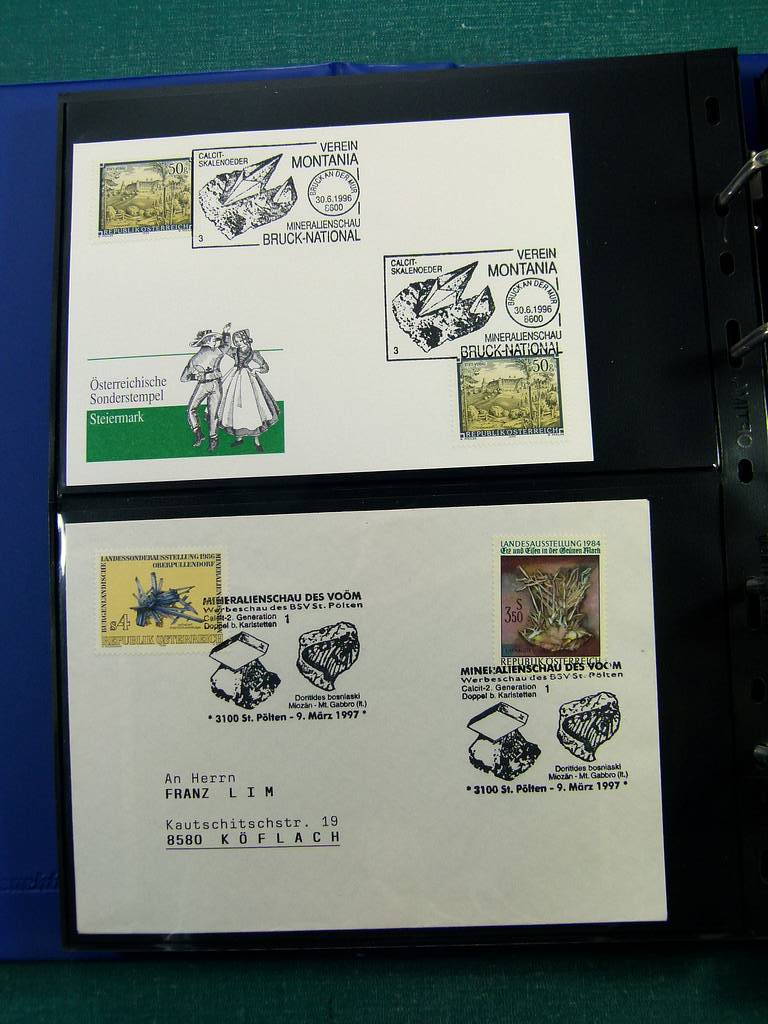 50g
REPUBLIK ÖSTERREICH
CALCIT-
SKALENOEDER
3
VEREIN
MONTANIA
BRUCK AN DER MUR
30.6.1996
8600
MINERALIENSCHAU
BRUCK-NATIONAL
CALCIT-
SKALENOEDER
3
VEREIN
MONTANIA
BRUCK AN DER MUR
30.6.1996
8600
MINERALIENSCHAU
BRUCK-NATIONAL
50g
REPUBLIK ÖSTERREICH
Österreichische
Sonderstempel
Steiermark
LANDESSONDERAUSSTELLUNG 1986
OBERPULLENDORF
BURGENLÄNDISCHE
MINERALIEN
S4
REPUBLIK ÖSTERREICH
MINERALIENSCHAU DES VOÖM
Werbeschau des BSV St. Pölten
Calcit-2. Generation 1
Doppel b. Karlstetten
Doritides bosniaski
Miozän - Mt. Gabbro (It.)
* 3100 St. Pölten - 9. März 1997 *
LANDESAUSSTELLUNG 1984
Erz und Eisen in der Grünen Mark
S
3.50
REPUBLIK ÖSTERREICH
MINERALIENSCHAU DES VOÖM
Werbeschau des BSV St. Pölten
Calcit-2. Generation 1
Doppel b. Karlstetten
Doritides bosniaski
Miozän - Mt. Gabbro (It.)
* 3100 St. Pölten - 9. März 1997 *
An Herrn
FRANZ L I M
Kautschitschstr. 19
8580 K Ö F L A C H